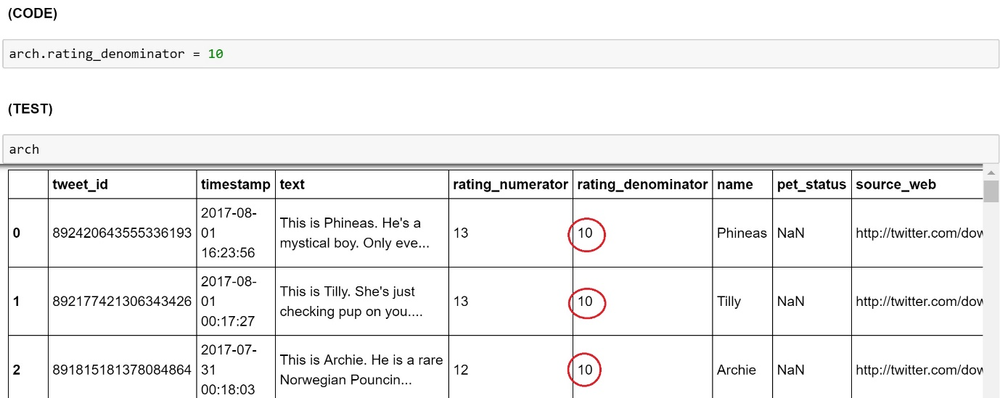 (CODE)
arch.rating_denominator = 10
(TEST)
arch
tweet_id timestamp text rating_numerator rating_denominator name pet_status source_web
0 892420643555336193 2017-08-
01
16:23:56 This is Phineas. He's a
mystical boy. Only eve... 13 10 Phineas NaN http://twitter.com/dow
1 892177421306343426 2017-08-
01
00:17:27 This is Tilly. She's just
checking pup on you.... 13 10 Tilly NaN http://twitter.com/dow
2 891815181378084864 2017-07-
31
00:18:03 This is Archie. He is a rare
Norwegian Pouncin... 12 10 Archie NaN http://twitter.com/dow